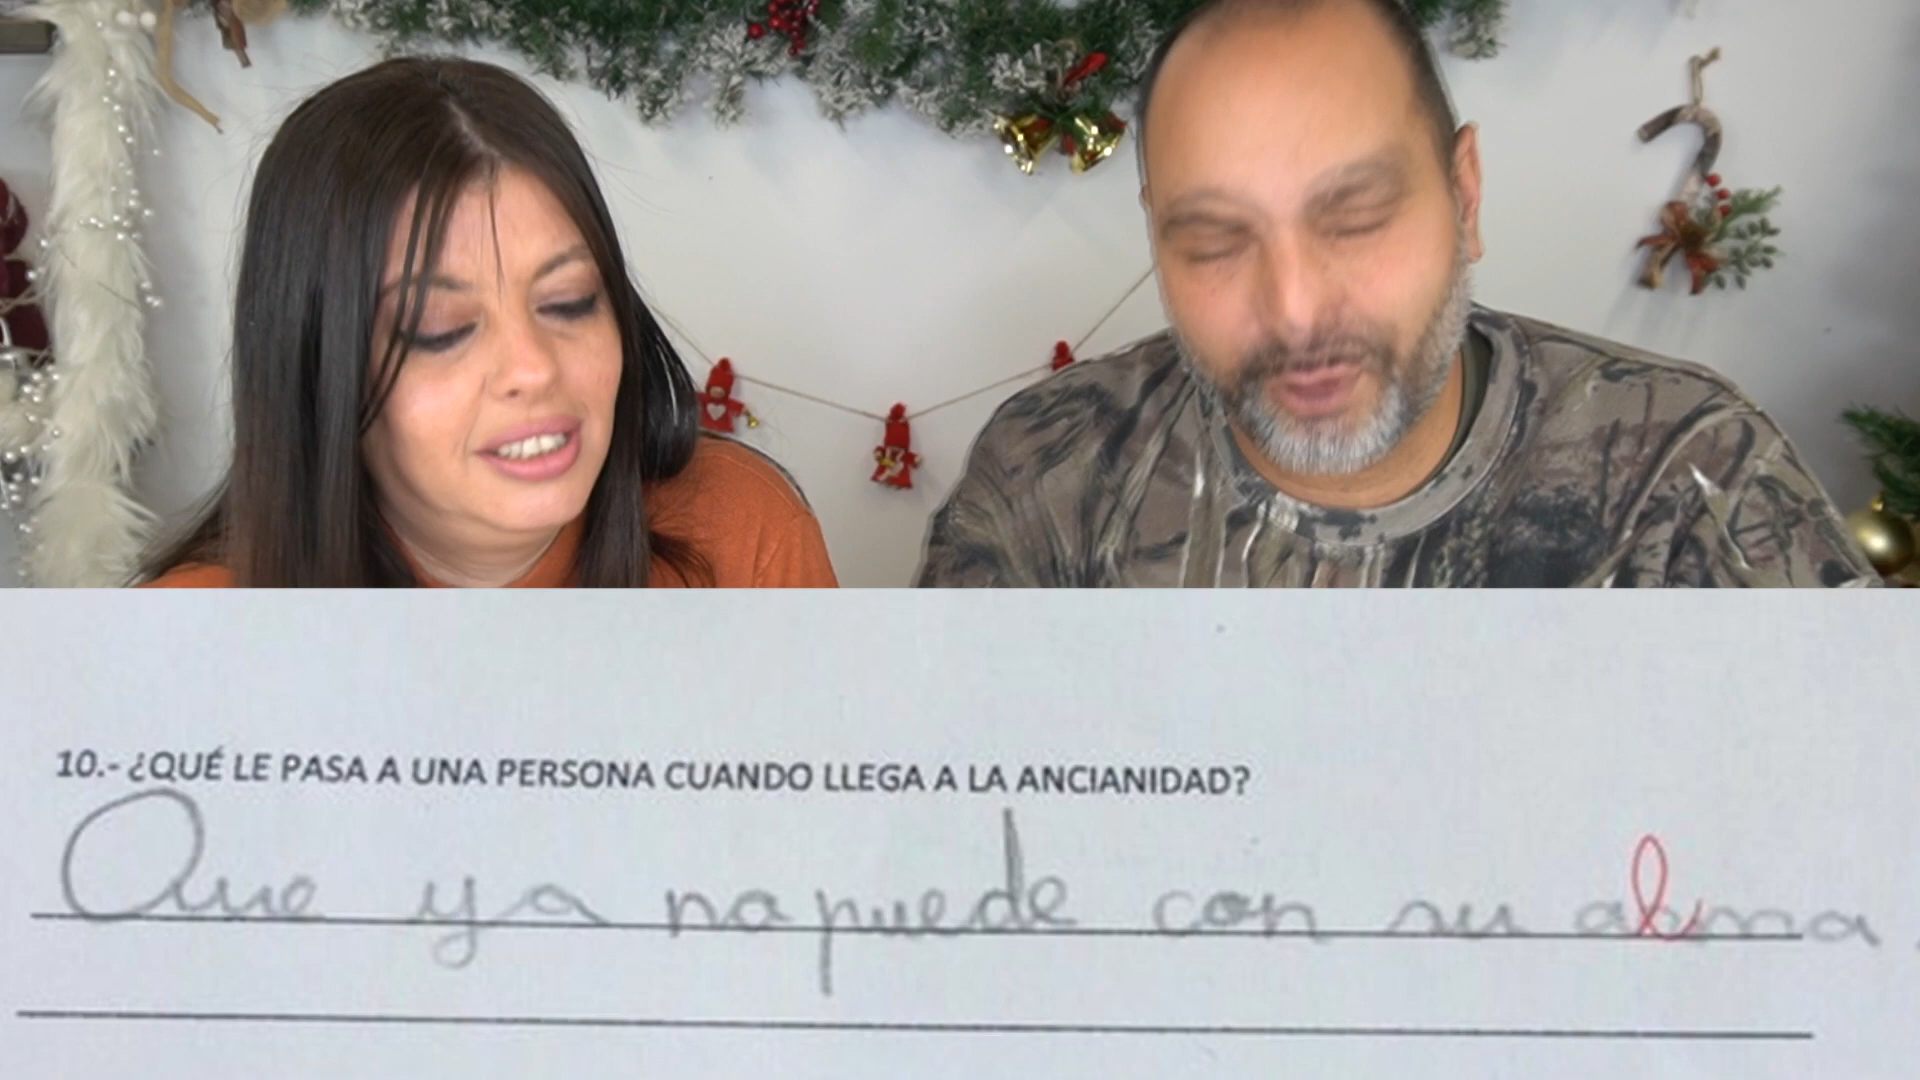 10.- ¿QUÉ LE PASA A UNA PERSONA CUANDO LLEGA A LA ANCIANIDAD?
Que ya no puede con su alma.